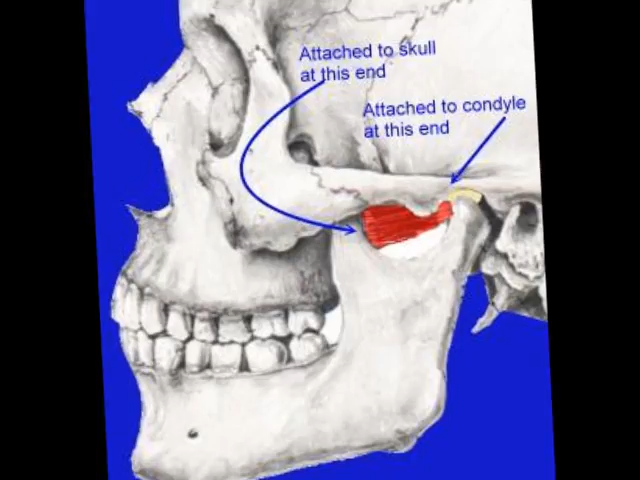 Attached to skull
at this end
Attached to condyle
at this end